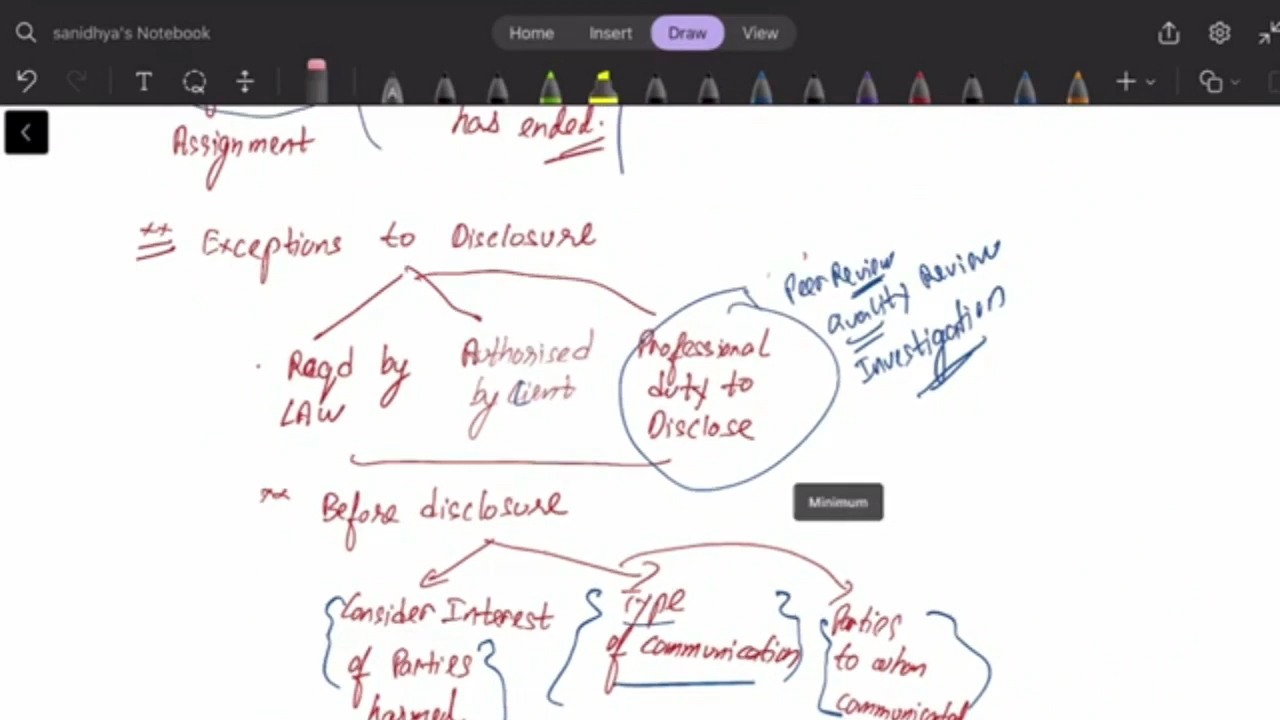 sanidhya's Notebook
Home Insert Draw View
T
A
Assignment
has ended.
** Exceptions to Disclosure
Reqd by
LAW
Authorised
by Client
Professional
duty to
Disclose
Peer Review
Quality Review
Investigation
Minimum
** Before disclosure
Consider Interest
of Parties
harmed
Type
of communication
Parties
to whom
communicated